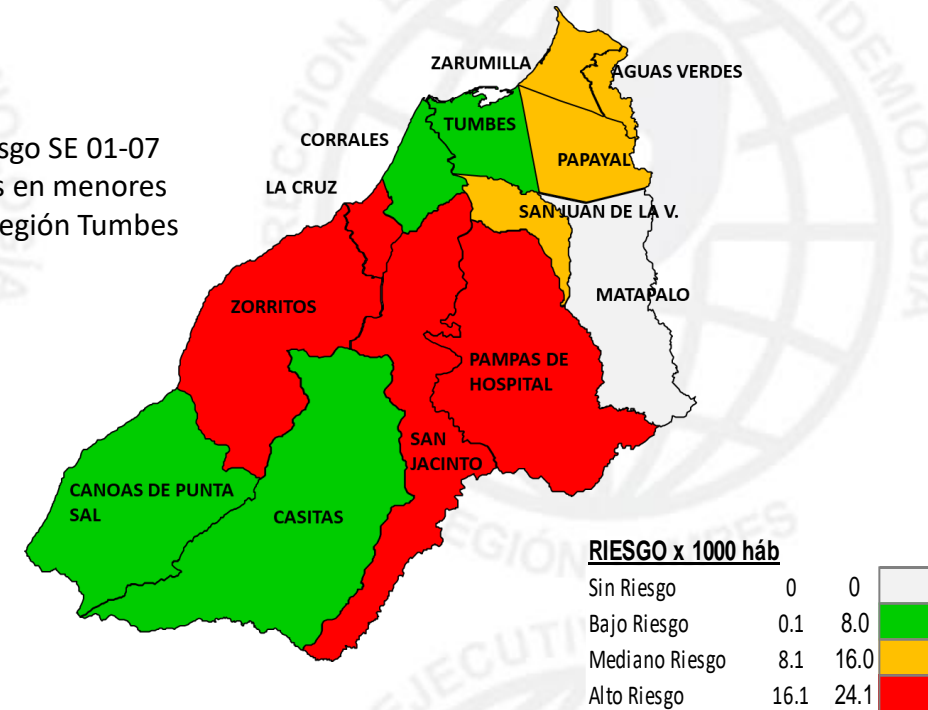 ZARUMILLA
AGUAS VERDES
CORRALES
TUMBES
esgo SE 01-07
PAPAYAL
s en menores
LA CRUZ
región Tumbes
SAN JUAN DE LA V.
MATAPALO
ZORRITOS
PAMPAS DE
HOSPITAL
SAN
JACINTO
CANOAS DE PUNTA
SAL
CASITAS
RIESGO x 1000 háb
Sin Riesgo 0 0
Bajo Riesgo 0.1 8.0
Mediano Riesgo 8.1 16.0
Alto Riesgo 16.1 24.1